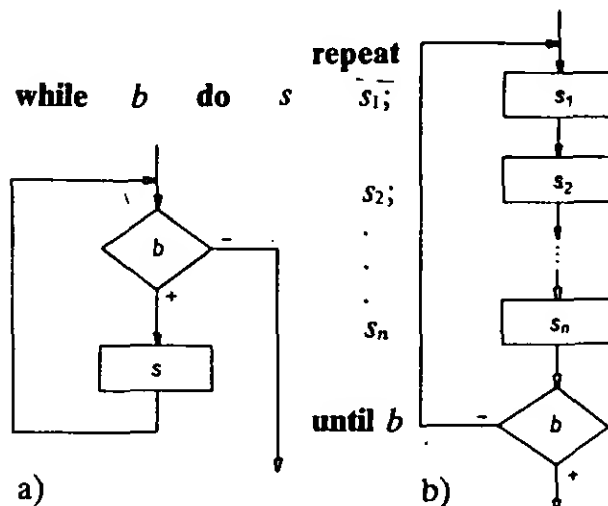 while b do s
b
-
+
s
a)
repeat
s1;
s2;
.
.
.
sn
until b
s1
s2
...
sn
-
b
+
b)